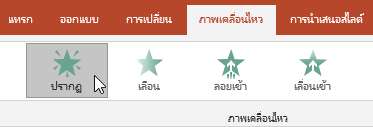 แทรก ออกแบบ การเปลี่ยน ภาพเคลื่อนไหว การนำเสนอสไลด์
ปรากฏ เลือน ลอยเข้า เลื่อนเข้า
ภาพเคลื่อนไหว